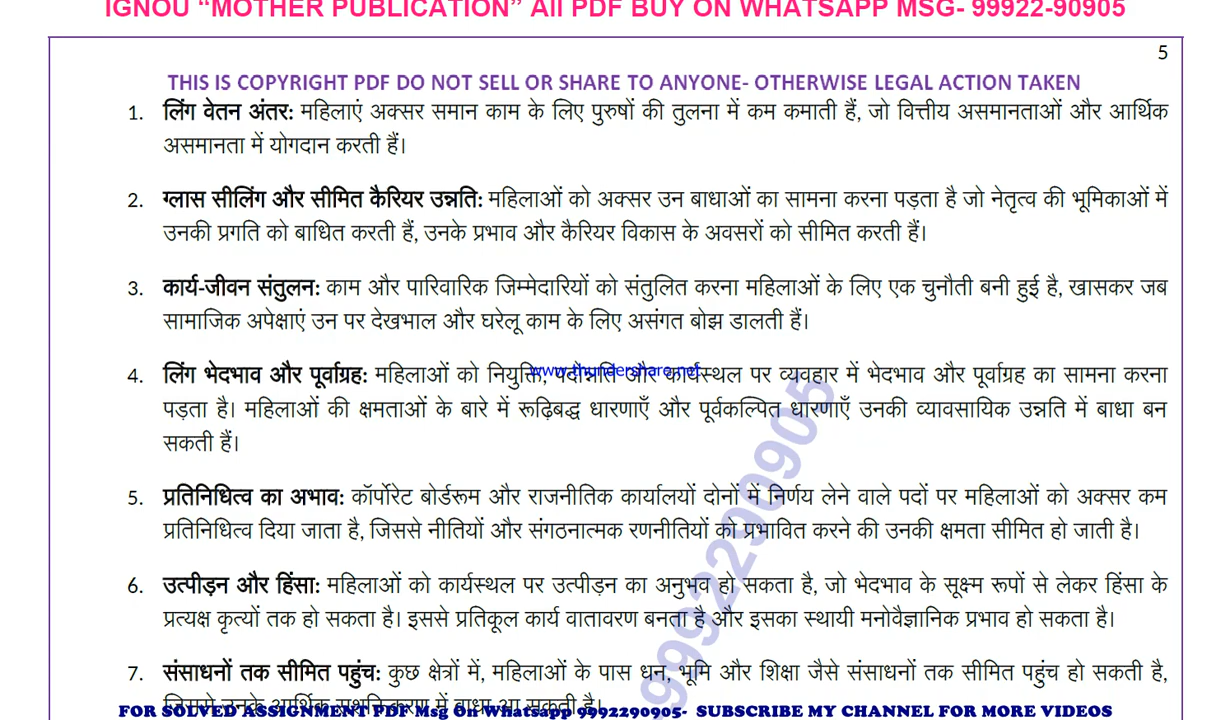 IGNOU “MOTHER PUBLICATION” All PDF BUY ON WHATSAPP MSG- 99922-90905
5
THIS IS COPYRIGHT PDF DO NOT SELL OR SHARE TO ANYONE- OTHERWISE LEGAL ACTION TAKEN
1. लिंग वेतन अंतर: महिलाएं अक्सर समान काम के लिए पुरुषों की तुलना में कम कमाती हैं, जो वित्तीय असमानताओं और आर्थिक
असमानता में योगदान करती हैं।
2. ग्लास सीलिंग और सीमित कैरियर उन्नति: महिलाओं को अक्सर उन बाधाओं का सामना करना पड़ता है जो नेतृत्व की भूमिकाओं में
उनकी प्रगति को बाधित करती हैं, उनके प्रभाव और कैरियर विकास के अवसरों को सीमित करती हैं।
3. कार्य-जीवन संतुलन: काम और पारिवारिक जिम्मेदारियों को संतुलित करना महिलाओं के लिए एक चुनौती बनी हुई है, खासकर जब
सामाजिक अपेक्षाएं उन पर देखभाल और घरेलू काम के लिए असंगत बोझ डालती हैं।
4. लिंग भेदभाव और पूर्वाग्रह: महिलाओं को नियुक्ति, पदोन्नति और कार्यस्थल पर व्यवहार में भेदभाव और पूर्वाग्रह का सामना करना
www.thundershare.net
पड़ता है। महिलाओं की क्षमताओं के बारे में रूढ़िबद्ध धारणाएँ और पूर्वकल्पित धारणाएँ उनकी व्यावसायिक उन्नति में बाधा बन
सकती हैं।
5. प्रतिनिधित्व का अभाव: कॉर्पोरेट बोर्डरूम और राजनीतिक कार्यालयों दोनों में निर्णय लेने वाले पदों पर महिलाओं को अक्सर कम
प्रतिनिधित्व दिया जाता है, जिससे नीतियों और संगठनात्मक रणनीतियों को प्रभावित करने की उनकी क्षमता सीमित हो जाती है।
6. उत्पीड़न और हिंसा: महिलाओं को कार्यस्थल पर उत्पीड़न का अनुभव हो सकता है, जो भेदभाव के सूक्ष्म रूपों से लेकर हिंसा के
प्रत्यक्ष कृत्यों तक हो सकता है। इससे प्रतिकूल कार्य वातावरण बनता है और इसका स्थायी मनोवैज्ञानिक प्रभाव हो सकता है।
7. संसाधनों तक सीमित पहुंच: कुछ क्षेत्रों में, महिलाओं के पास धन, भूमि और शिक्षा जैसे संसाधनों तक सीमित पहुंच हो सकती है,
जिससे उनके आर्थिक सशक्तिकरण में बाधा आ सकती है।
9992290905
FOR SOLVED ASSIGNMENT PDF Msg On Whatsapp 9992290905- SUBSCRIBE MY CHANNEL FOR MORE VIDEOS